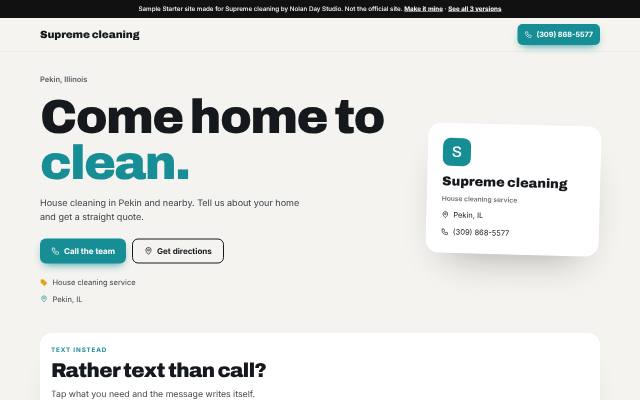 Sample Starter site made for Supreme cleaning by Nolan Day Studio. Not the official site. Make it mine · See all 3 versions
Supreme cleaning
(309) 868-5577
Pekin, Illinois
Come home to
clean.
House cleaning in Pekin and nearby. Tell us about your home
and get a straight quote.
Call the team
Get directions
House cleaning service
Pekin, IL
S
Supreme cleaning
House cleaning service
Pekin, IL
(309) 868-5577
TEXT INSTEAD
Rather text than call?
Tap what you need and the message writes itself.